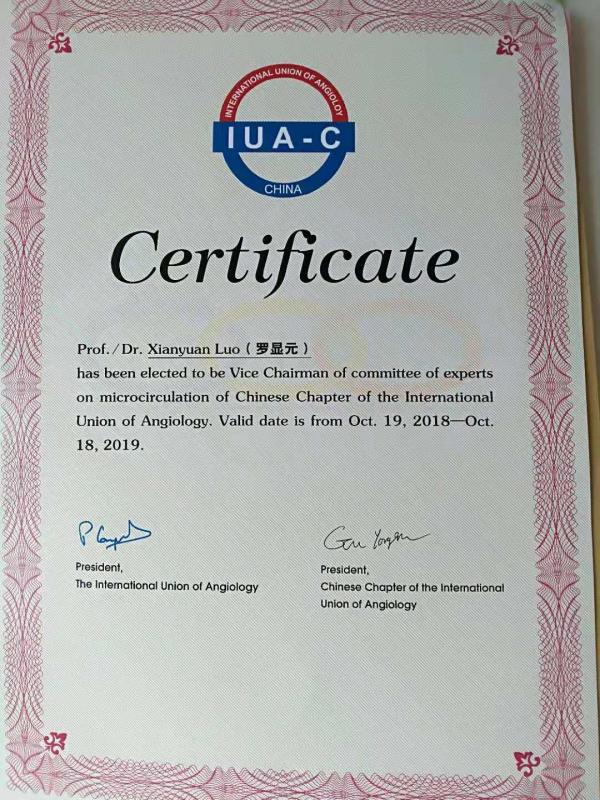 INTERNATIONAL UNION OF ANGIOLOY
IUA-C
CHINA
Certificate
Prof./Dr. Xianyuan Luo (罗显元)
has been elected to be Vice Chairman of committee of experts
on microcirculation of Chinese Chapter of the International
Union of Angiology. Valid date is from Oct. 19, 2018—Oct.
18, 2019.
President,
The International Union of Angiology
President,
Chinese Chapter of the International
Union of Angiology